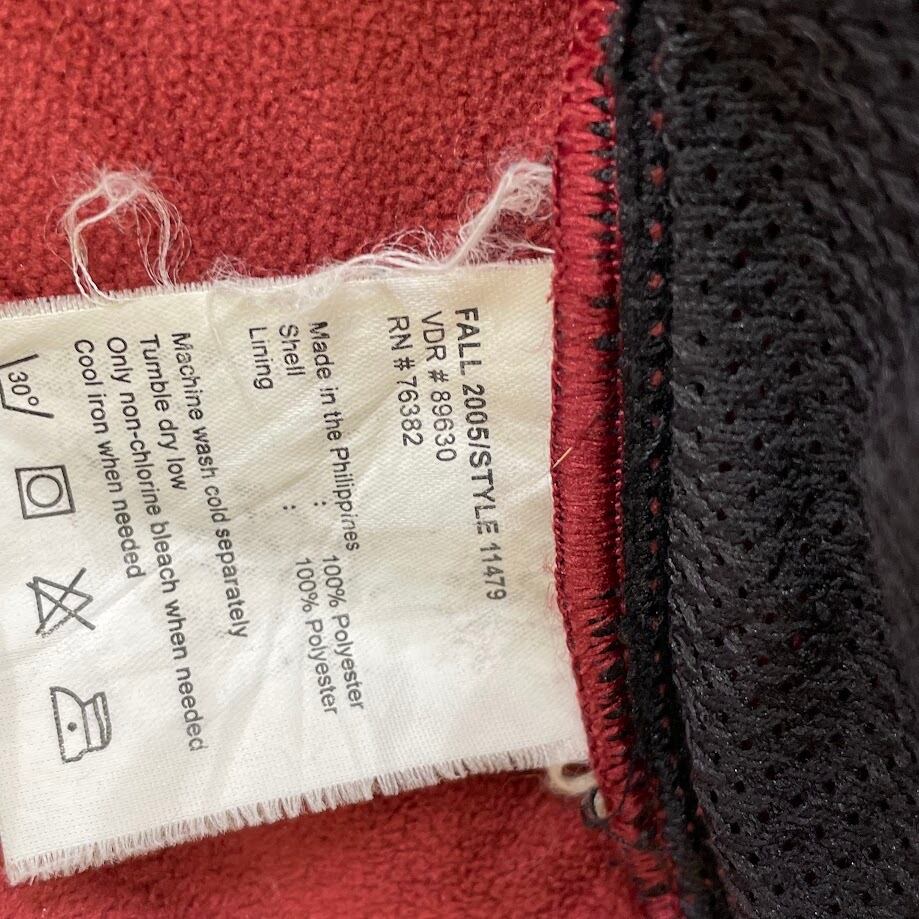 FALL 2005/STYLE 11479
VDR # 89630
RN # 76382
Made in the Philippines
Shell : 100% Polyester
Lining : 100% Polyester
Machine wash cold separately
Tumble dry low
Only non-chlorine bleach when needed
Cool iron when needed
30°